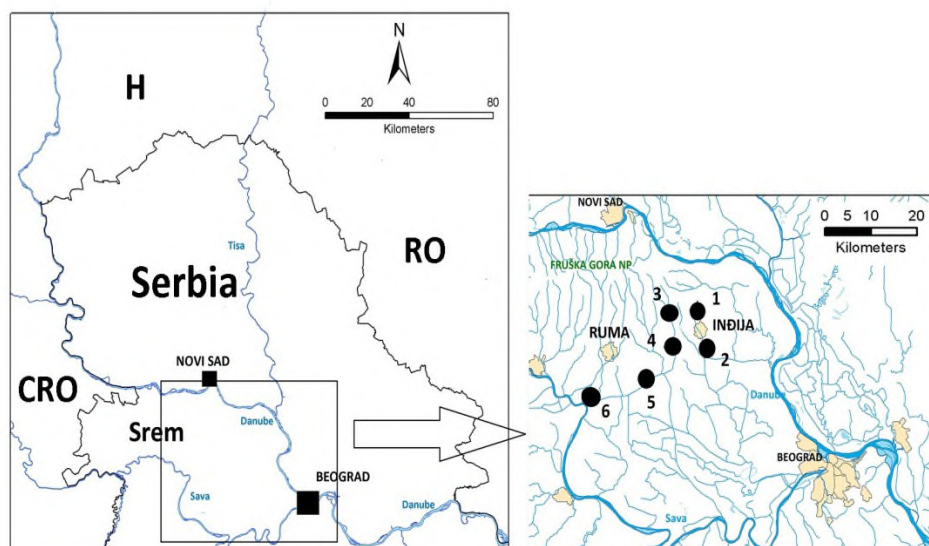 N
H
0 20 40 80
Kilometers
Tisa
RO
Serbia
NOVI SAD
CRO
Danube
Srem
BEOGRAD
Sava
Danube
NOVI SAD
0 5 10 20
Kilometers
FRUŠKA GORA NP
3
1
INĐIJA
RUMA
4
2
5
6
Danube
BEOGRAD
Sava